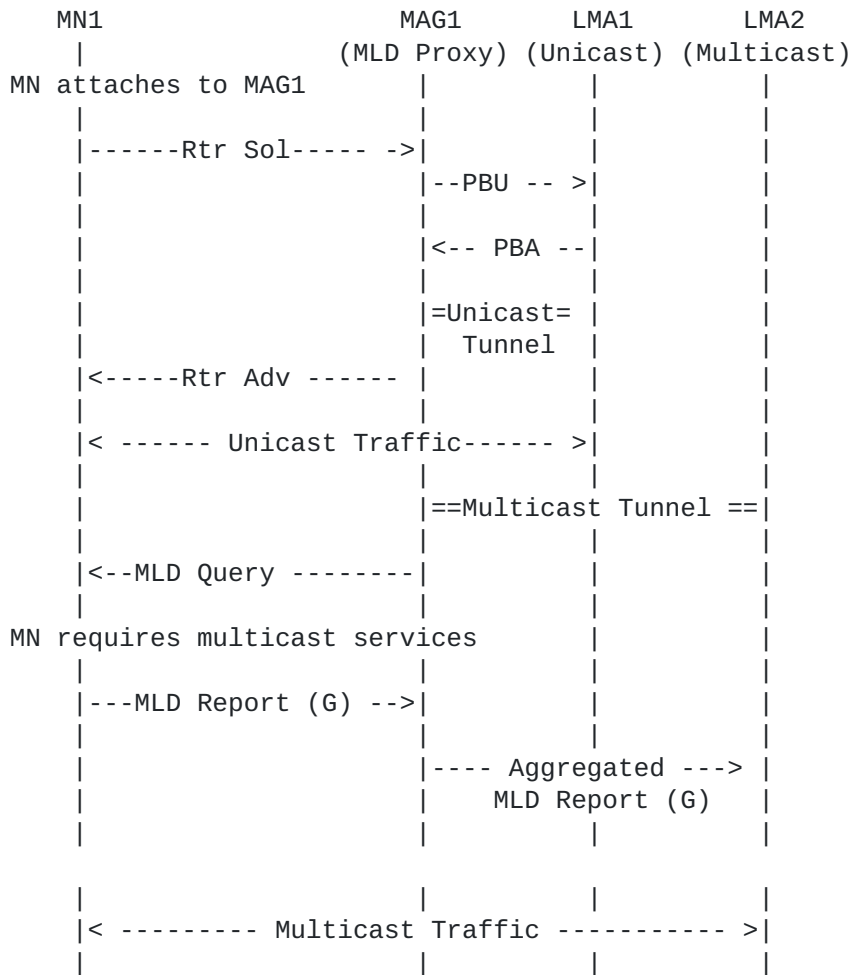 MN1                   MAG1         LMA1         LMA2
|               (MLD Proxy) (Unicast) (Multicast)
MN attaches to MAG1       |          |          |
|                    |          |          |
|------Rtr Sol----- ->|          |          |
|                    |--PBU -- >|          |
|                    |          |          |
|                    |<-- PBA --|          |
|                    |          |          |
|                    |=Unicast= |          |
|                    |  Tunnel  |          |
|<-----Rtr Adv ------ |          |          |
|                    |          |          |
|< ------ Unicast Traffic------ >|          |
|                    |          |          |
|                    |==Multicast Tunnel ==|
|                    |          |          |
|<--MLD Query --------|          |          |
|                    |          |          |
MN requires multicast services       |          |
|                    |          |          |
|---MLD Report (G) -->|          |          |
|                    |          |          |
|                    |---- Aggregated ---> |
|                    |    MLD Report (G)  |
|                    |          |          |
|                    |          |          |
|< --------- Multicast Traffic ----------- >|
|                    |          |          |